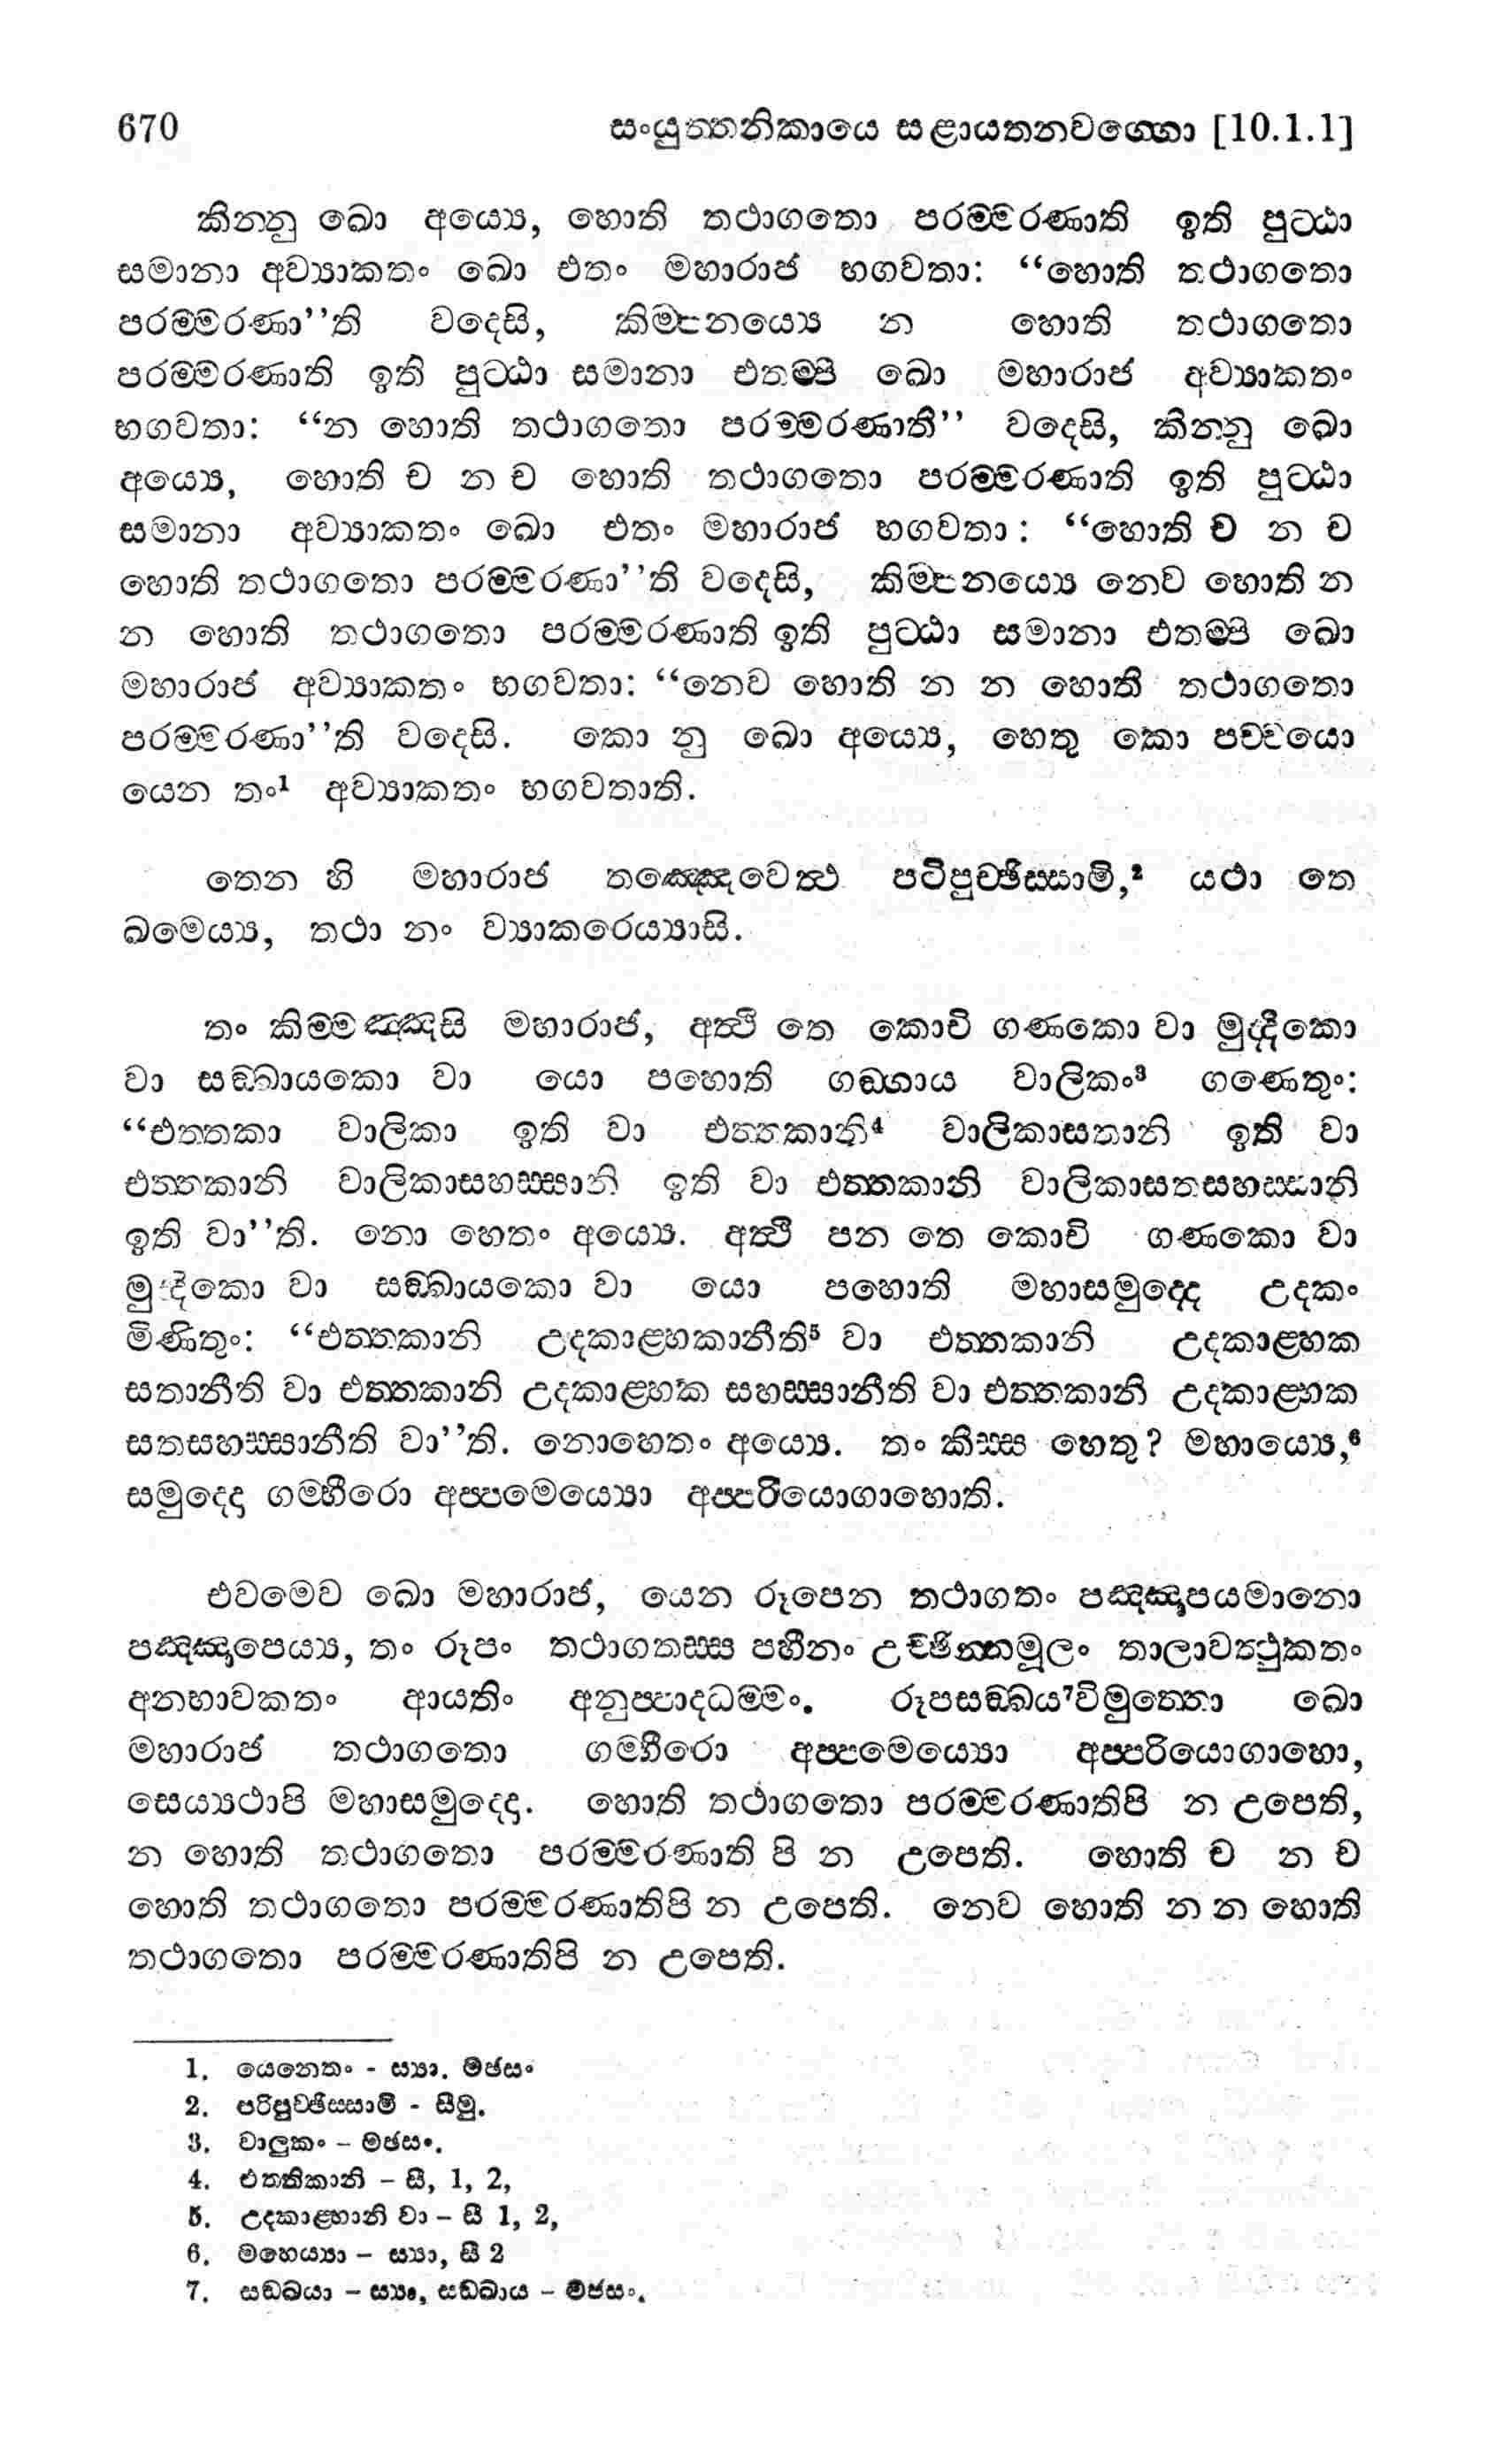 670 සංයුත්තනිකායෙ සළායතනවග්ගො [10.1.1]
කින්නු ඛො අය්‍යෙ, හොති තථාගතො පරම්මරණාති ඉති පුට්ඨා
සමානා අව්‍යාකතං ඛො එතං මහාරාජ භගවතා: “හොති තථාගතො
පරම්මරණා’’ති වදෙසි, කිම්පනය්‍යෙ න හොති තථාගතො
පරම්මරණාති ඉති පුට්ඨා සමානා එතම්පි ඛො මහාරාජ අව්‍යාකතං
භගවතා: “න හොති තථාගතො පරම්මරණාති’’ වදෙසි, කින්නු ඛො
අය්‍යෙ, හොති ච න ච හොති තථාගතො පරම්මරණාති ඉති පුට්ඨා
සමානා අව්‍යාකතං ඛො එතං මහාරාජ භගවතා: “හොති ච න ච
හොති තථාගතො පරම්මරණා’’ති වදෙසි, කිම්පනය්‍යෙ නෙව හොති න
න හොති තථාගතො පරම්මරණාති ඉති පුට්ඨා සමානා එතම්පි ඛො
මහාරාජ අව්‍යාකතං භගවතා: “නෙව හොති න න හොති තථාගතො
පරම්මරණා’’ති වදෙසි. කො නු ඛො අය්‍යෙ, හෙතු කො පච්චයො
යෙන තං¹ අව්‍යාකතං භගවතාති.
තෙන හි මහාරාජ තඤ්ඤෙවෙත්ථ පටිපුච්ඡිස්සාමි,² යථා තෙ
ඛමෙය්‍ය, තථා නං ව්‍යාකරෙය්‍යාසි.
තං කිම්මඤ්ඤසි මහාරාජ, අත්ථි තෙ කොචි ගණකො වා මුද්දිකො
වා සඞ්ඛායකො වා යො පහොති ගඞ්ගාය වාලිකං³ ගණෙතුං:
“එත්තකා වාලිකා ඉති වා එත්තකානි⁴ වාලිකාසතානි ඉති වා
එත්තකානි වාලිකාසහස්සානි ඉති වා එත්තකානි වාලිකාසතසහස්සානි
ඉති වා’’ති. නො හෙතං අය්‍යෙ. අත්ථි පන තෙ කොචි ගණකො වා
මුද්දිකො වා සඞ්ඛායකො වා යො පහොති මහාසමුද්දෙ උදකං
මිණිතුං: “එත්තකානි උදකාළ්හකානීති⁵ වා එත්තකානි උදකාළ්හක
සතානීති වා එත්තකානි උදකාළ්හක සහස්සානීති වා එත්තකානි උදකාළ්හක
සතසහස්සානීති වා’’ති. නොහෙතං අය්‍යෙ. තං කිස්ස හෙතු? මහාය්‍යෙ,⁶
සමුද්දො ගම්භීරො අප්පමෙය්‍යො අප්පරියොගාහොති.
එවමෙව ඛො මහාරාජ, යෙන රූපෙන තථාගතං පඤ්ඤාපයමානො
පඤ්ඤාපෙය්‍ය, තං රූපං තථාගතස්ස පහීනං උච්ඡින්නමූලං තාලාවත්ථුකතං
අනභාවකතං ආයතිං අනුප්පාදධම්මං. රූපසඞ්ඛය⁷විමුත්තො ඛො
මහාරාජ තථාගතො ගම්භීරො අප්පමෙය්‍යො අප්පරියොගාහො,
සෙය්‍යථාපි මහාසමුද්දො. හොති තථාගතො පරම්මරණාතිපි න උපෙති,
න හොති තථාගතො පරම්මරණාති පි න උපෙති. හොති ච න ච
හොති තථාගතො පරම්මරණාතිපි න උපෙති. නෙව හොති න න හොති
තථාගතො පරම්මරණාතිපි න උපෙති.
1. යෙනෙතං - ස්‍යා. මජසං
2. පරිපුච්ඡිස්සාමි - සීමු.
3. වාලුකං – මජසං.
4. එත්තිකානි – සී, 1, 2,
5. උදකාළ්හානි වා – සී 1, 2,
6. මහෙය්‍යා – ස්‍යා, සී 2
7. සඞ්ඛයා – ස්‍යා, සඞ්ඛාය – මජසං.